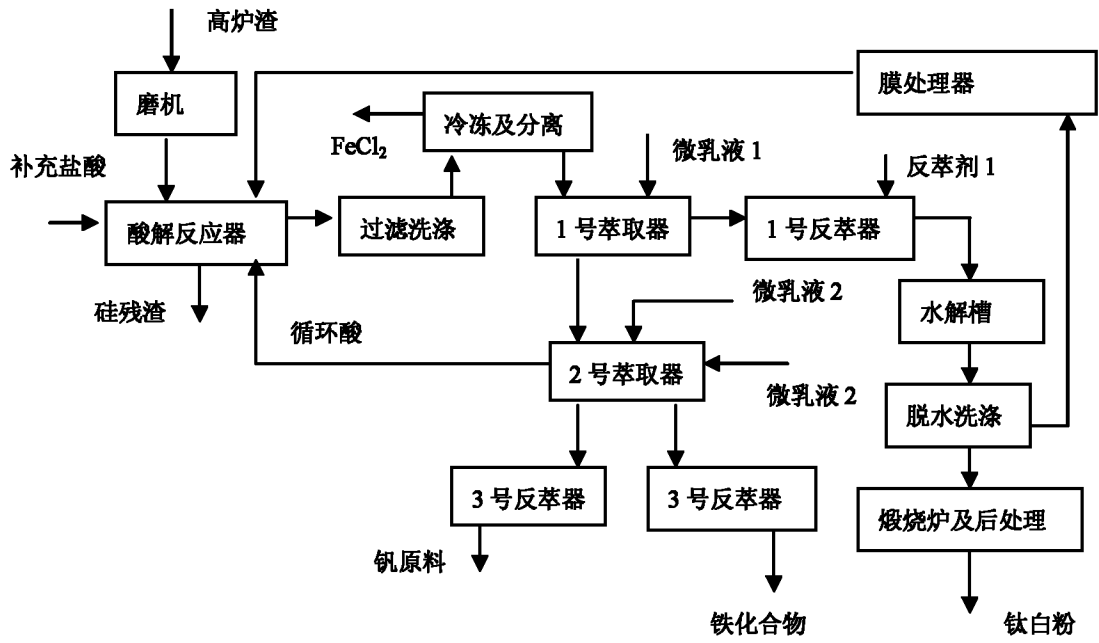 高炉渣
磨机
膜处理器
冷冻及分离
FeCl₂
微乳液 1
反萃剂 1
补充盐酸
酸解反应器
过滤洗涤
1 号萃取器
1 号反萃器
硅残渣
微乳液 2
水解槽
循环酸
2 号萃取器
微乳液 2
脱水洗涤
3 号反萃器
3 号反萃器
煅烧炉及后处理
钒原料
铁化合物
钛白粉